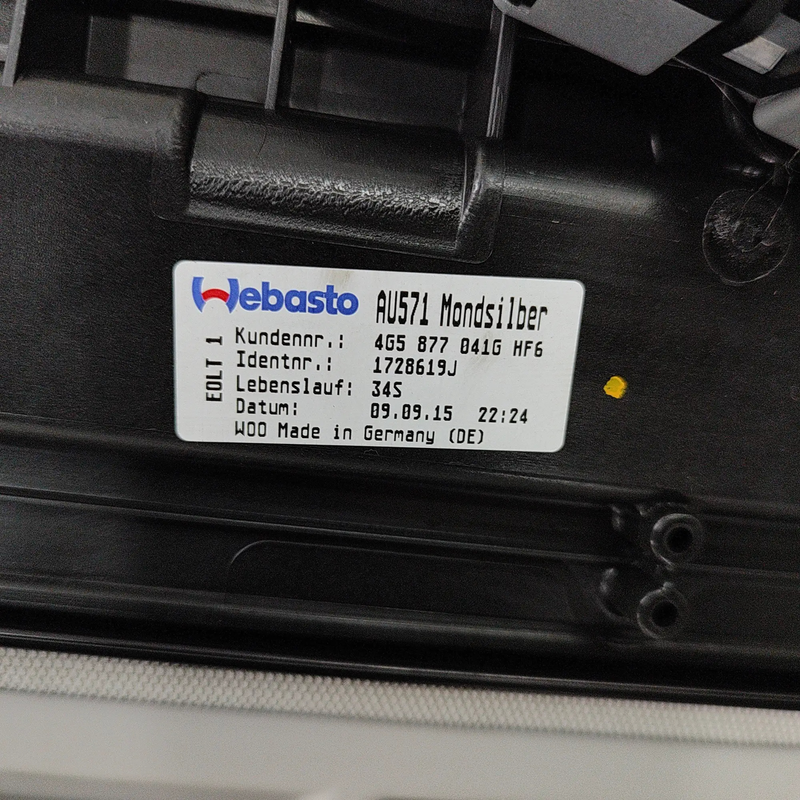 Webasto AU571 Mondsilber
EOLT 1
Kundennr.: 4G5 877 041G HF6
Identnr.: 1728619J
Lebenslauf: 34S
Datum: 09.09.15 22:24
WOO Made in Germany (DE)